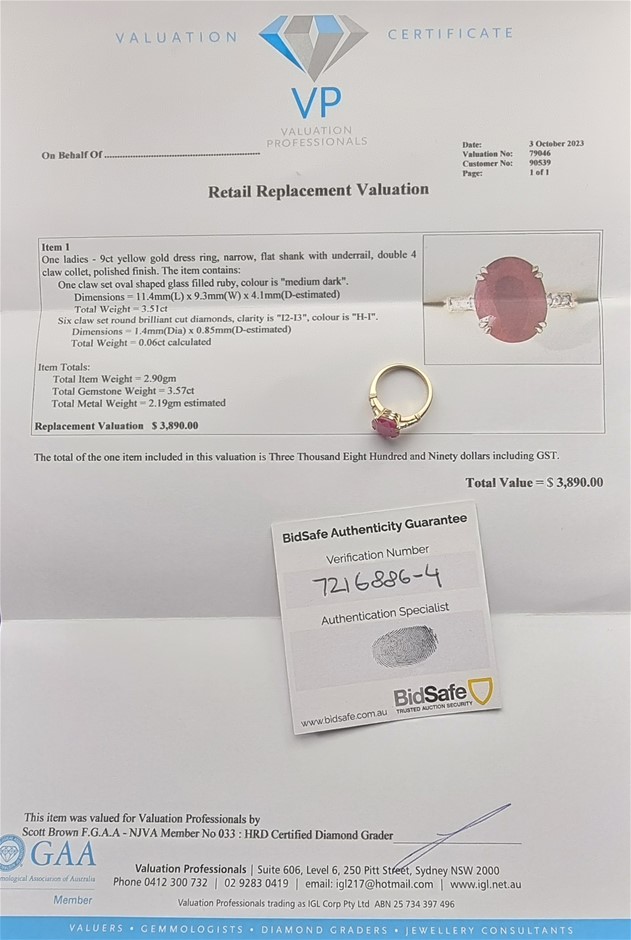 VALUATION CERTIFICATE
VP
VALUATION
PROFESSIONALS
On Behalf Of
Date: 3 October 2023
Valuation No: 79046
Customer No: 90539
Page: 1 of 1
Retail Replacement Valuation
Item 1
One ladies - 9ct yellow gold dress ring, narrow, flat shank with underrail, double 4
claw collet, polished finish. The item contains:
One claw set oval shaped glass filled ruby, colour is "medium dark".
Dimensions = 11.4mm(L) x 9.3mm(W) x 4.1mm(D-estimated)
Total Weight = 3.51ct
Six claw set round brilliant cut diamonds, clarity is "I2-I3", colour is "H-I".
Dimensions = 1.4mm(Dia) x 0.85mm(D-estimated)
Total Weight = 0.06ct calculated
Item Totals:
Total Item Weight = 2.90gm
Total Gemstone Weight = 3.57ct
Total Metal Weight = 2.19gm estimated
Replacement Valuation $ 3,890.00
The total of the one item included in this valuation is Three Thousand Eight Hundred and Ninety dollars including GST.
Total Value = $ 3,890.00
BidSafe Authenticity Guarantee
Verification Number
7216886-4
Authentication Specialist
BidSafe
TRUSTED AUCTION SECURITY
www.bidsafe.com.au
This item was valued for Valuation Professionals by
Scott Brown F.G.A.A - NJVA Member No 033 : HRD Certified Diamond Grader
GAA
Association of Australia
Member
Valuation Professionals | Suite 606, Level 6, 250 Pitt Street, Sydney NSW 2000
Phone 0412 300 732 | 02 9283 0419 | email: igl217@hotmail.com | www.igl.net.au
Valuation Professionals trading as IGL Corp Pty Ltd ABN 25 734 397 496
VALUERS • GEMMOLOGISTS • DIAMOND GRADERS • JEWELLERY CONSULTANTS